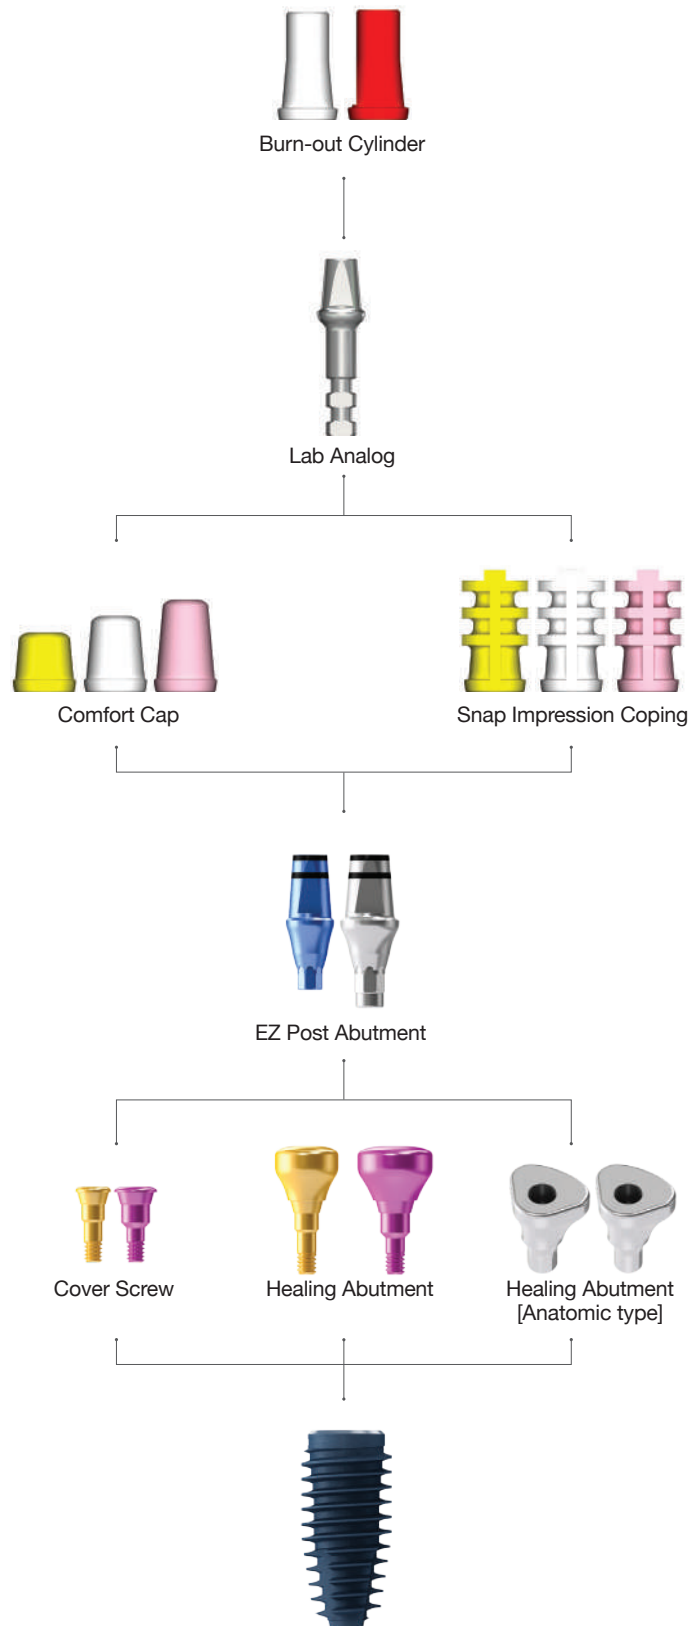 Burn-out Cylinder
Lab Analog
Comfort Cap
Snap Impression Coping
EZ Post Abutment
Cover Screw
Healing Abutment
Healing Abutment
[Anatomic type]